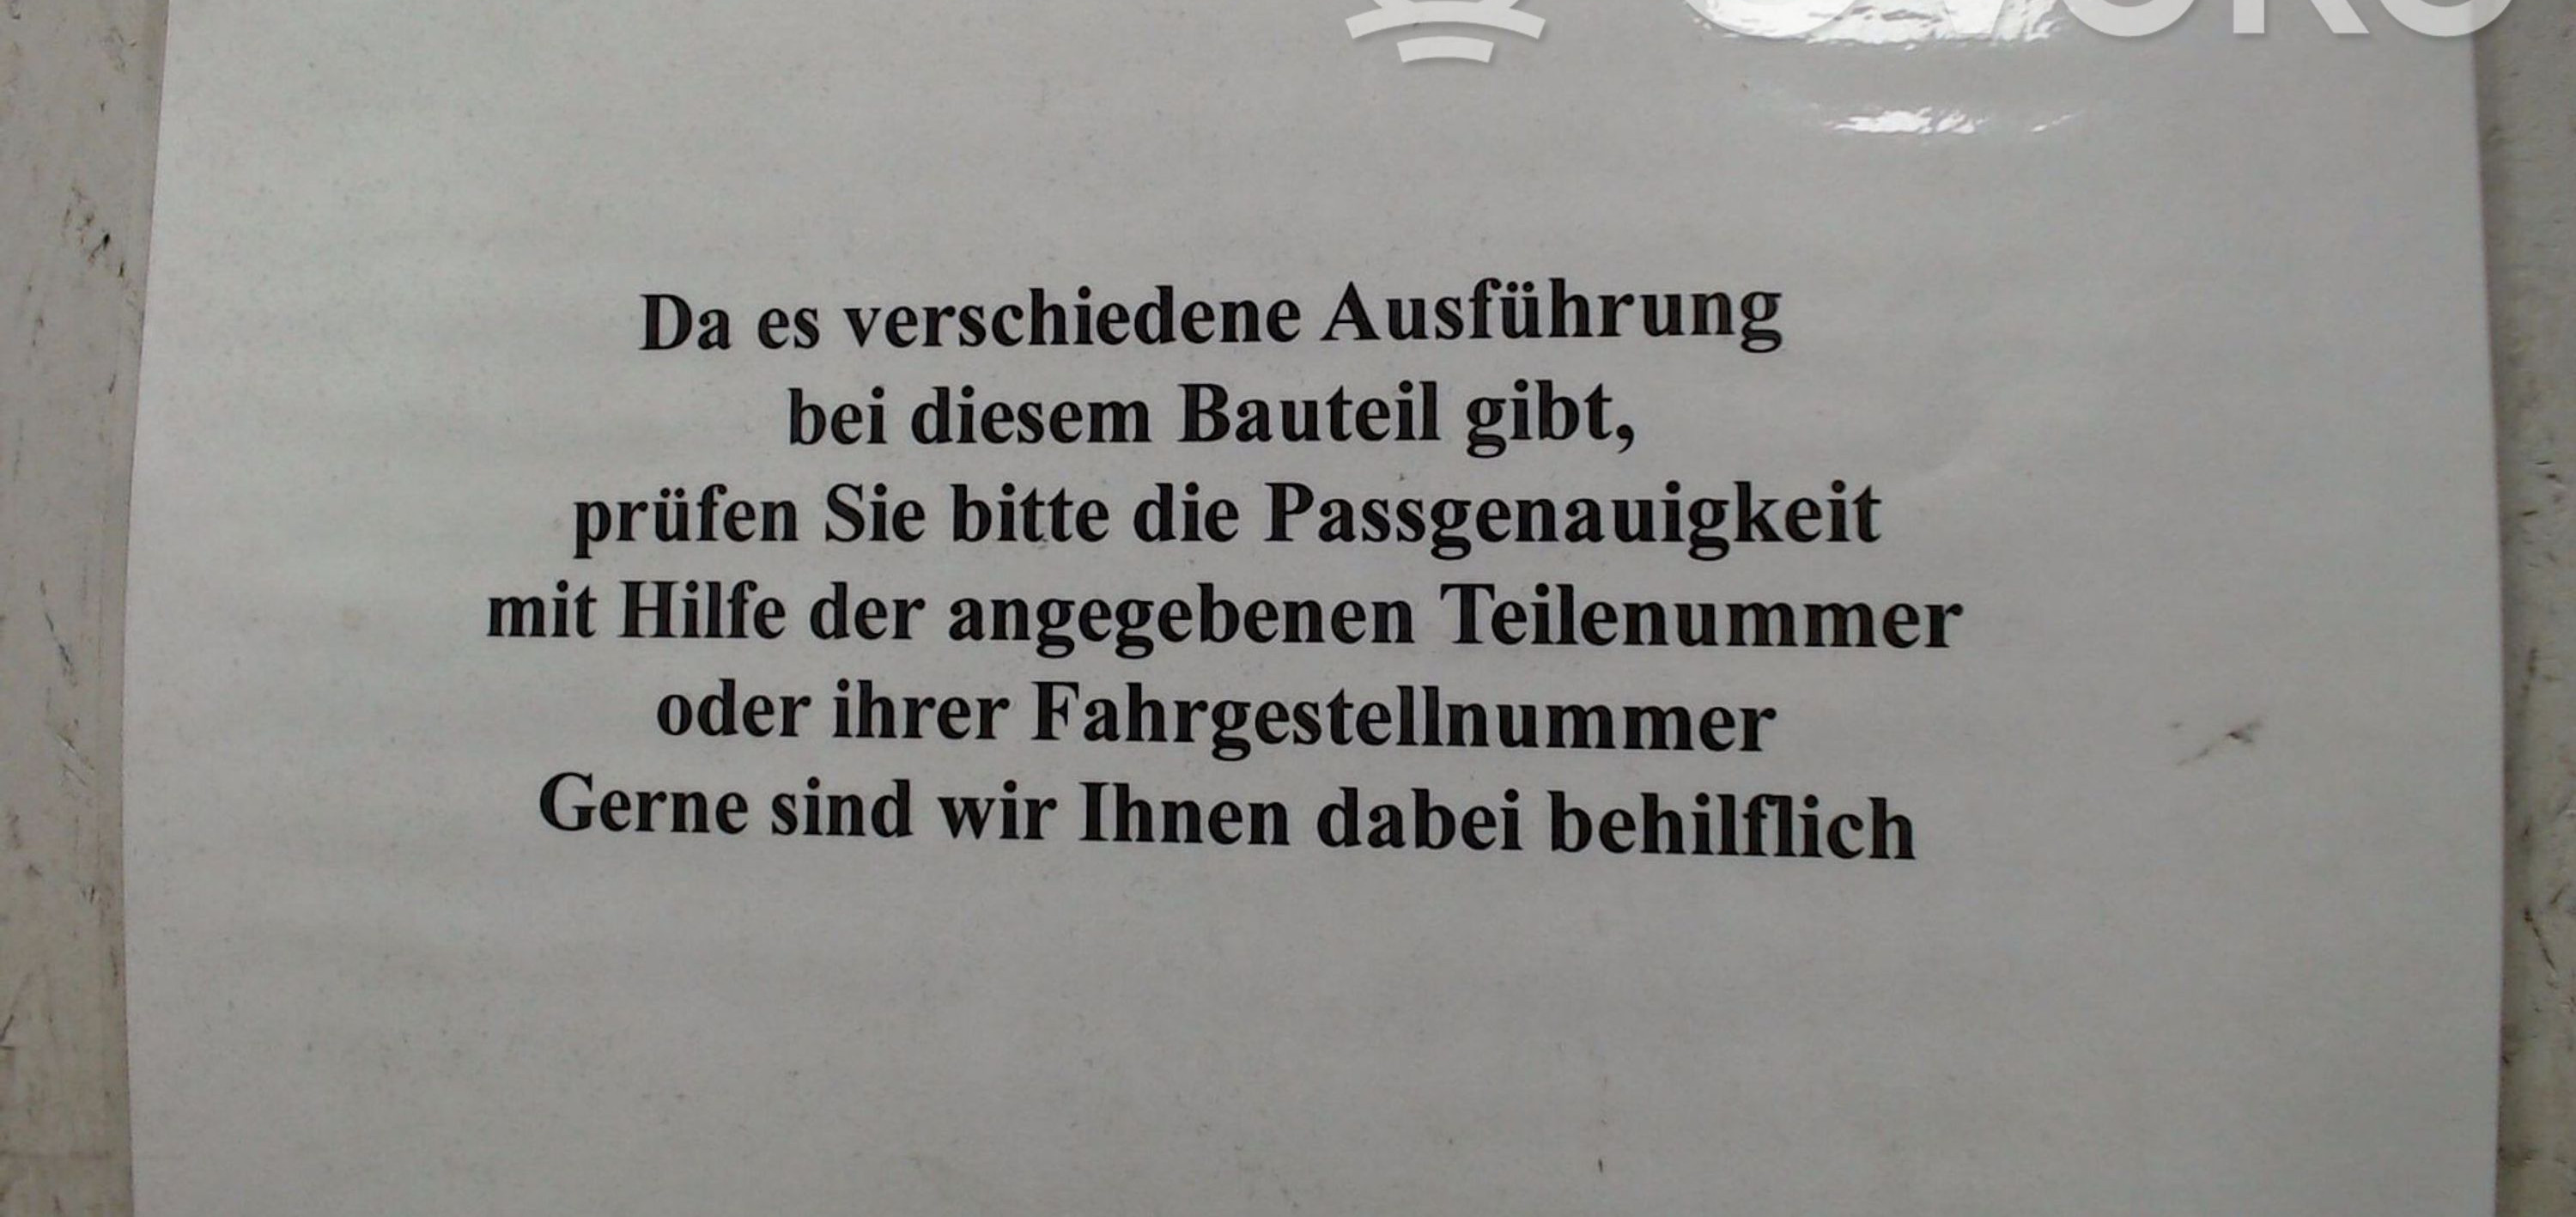 Da es verschiedene Ausführung
bei diesem Bauteil gibt,
prüfen Sie bitte die Passgenauigkeit
mit Hilfe der angegebenen Teilenummer
oder ihrer Fahrgestellnummer
Gerne sind wir Ihnen dabei behilflich